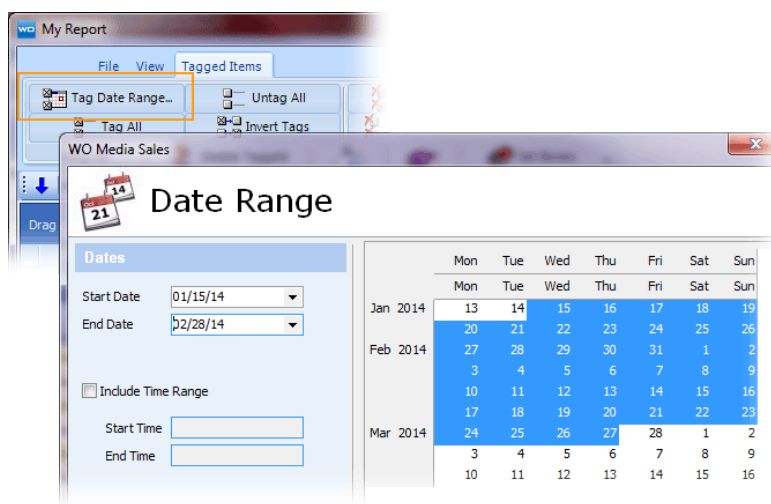 WO My Report
File View Tagged Items
Tag Date Range... Untag All
Tag All Invert Tags
WO Media Sales X
Drag
Oct 21 14 Date Range
Dates
Start Date 01/15/14
End Date 02/28/14
Include Time Range
Start Time
End Time
Mon Tue Wed Thu Fri Sat Sun
Mon Tue Wed Thu Fri Sat Sun
Jan 2014 13 14 15 16 17 18 19
20 21 22 23 24 25 26
Feb 2014 27 28 29 30 31 1 2
3 4 5 6 7 8 9
10 11 12 13 14 15 16
17 18 19 20 21 22 23
Mar 2014 24 25 26 27 28 1 2
3 4 5 6 7 8 9
10 11 12 13 14 15 16